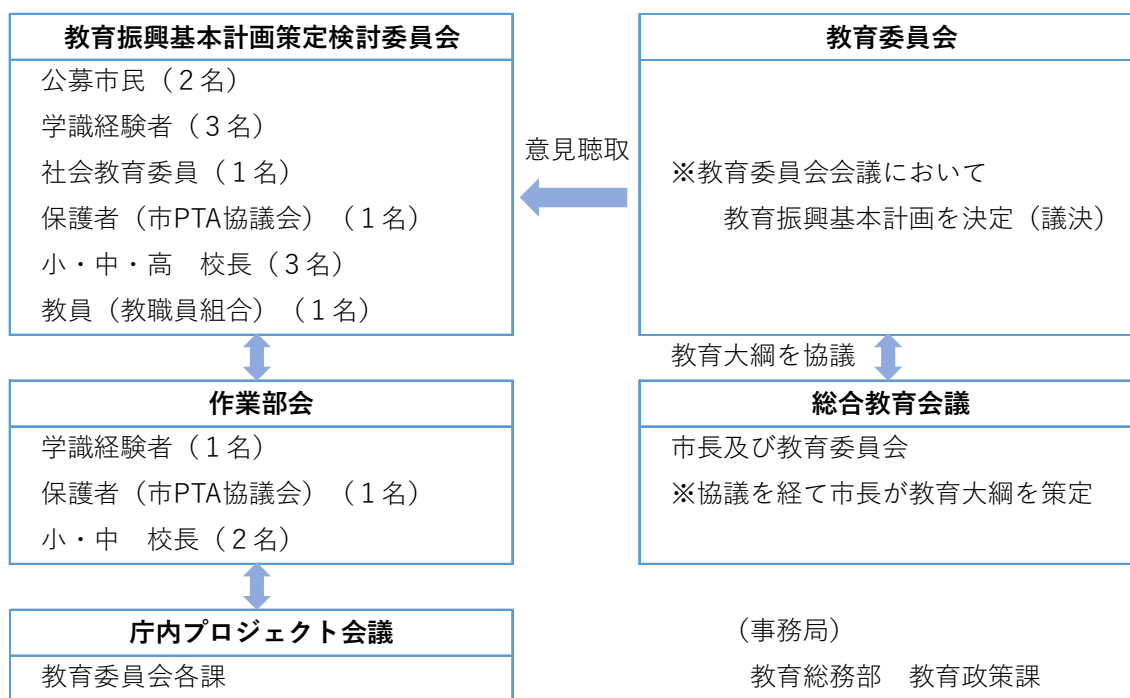 教育振興基本計画策定検討委員会
公募市民（２名）
学識経験者（３名）
社会教育委員（１名）
保護者（市PTA協議会）（１名）
小・中・高　校長（３名）
教員（教職員組合）（１名）
意見聴取
教育委員会
※教育委員会会議において
教育振興基本計画を決定（議決）
教育大綱を協議
作業部会
学識経験者（１名）
保護者（市PTA協議会）（１名）
小・中　校長（２名）
総合教育会議
市長及び教育委員会
※協議を経て市長が教育大綱を策定
庁内プロジェクト会議
教育委員会各課
（事務局）
教育総務部　教育政策課